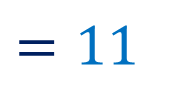 = 11